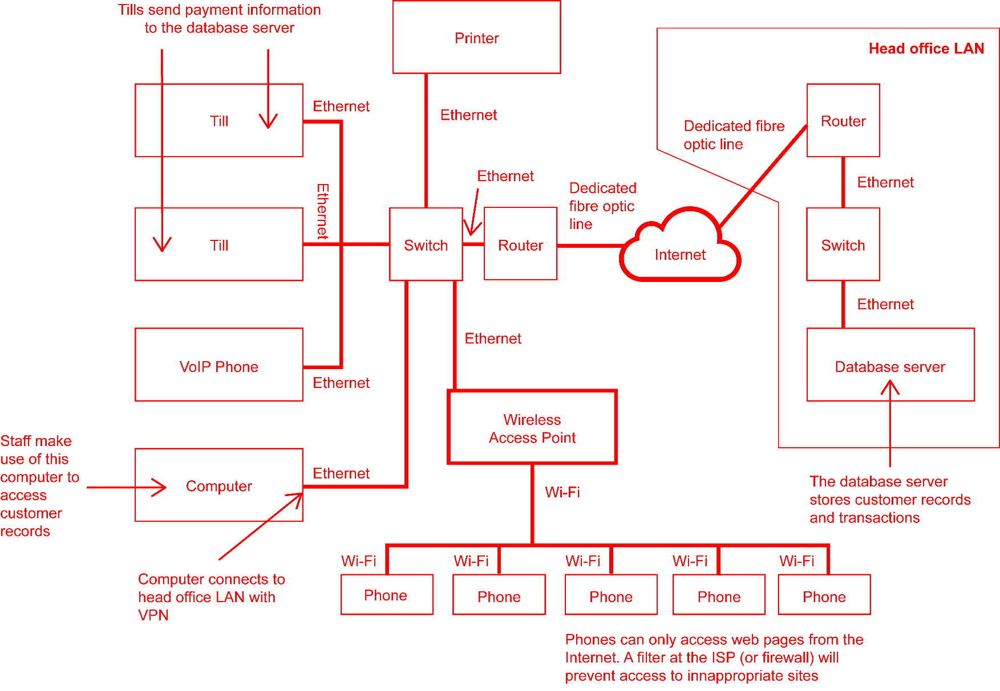 Tills send payment information
to the database server
Printer
Head office LAN
Till
Ethernet
Ethernet
Dedicated fibre
optic line
Router
Ethernet
Ethernet
Dedicated
fibre optic
line
Ethernet
Till
Switch
Router
Internet
Switch
Ethernet
Ethernet
VoIP Phone
Ethernet
Database server
Wireless
Access Point
Staff make
use of this
computer to
access
customer
records
Computer
Ethernet
Wi-Fi
The database server
stores customer records
and transactions
Computer connects to
head office LAN with
VPN
Wi-Fi
Wi-Fi
Wi-Fi
Wi-Fi
Wi-Fi
Phone
Phone
Phone
Phone
Phone
Phones can only access web pages from the
Internet. A filter at the ISP (or firewall) will
prevent access to innappropriate sites